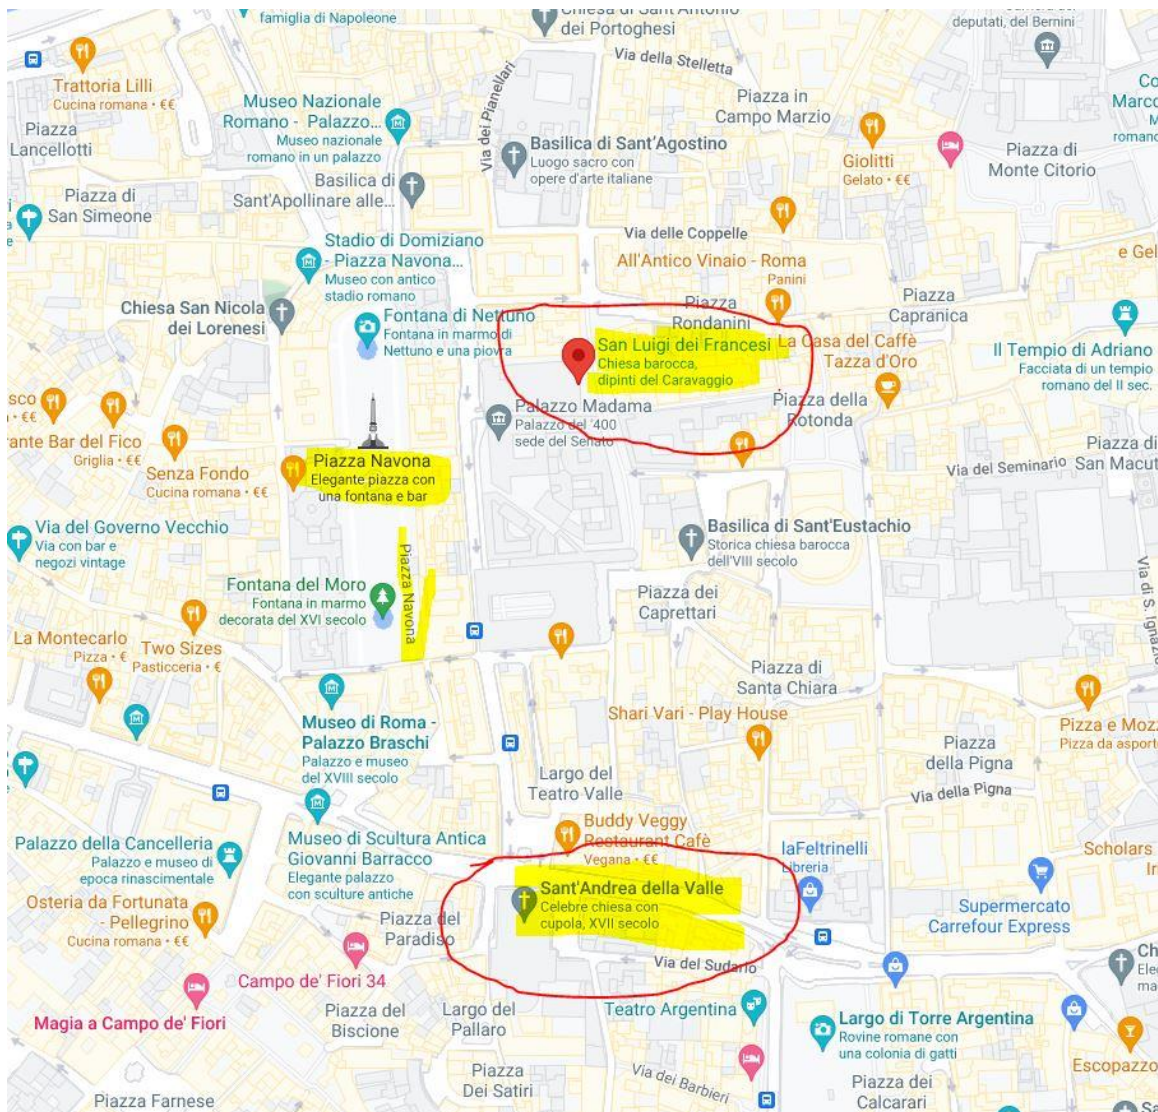 famiglia di Napoleone
Chiesa di Sant'Antonio
dei Portoghesi
deputati, del Bernini
Via della Stelletta
Trattoria Lilli
Cucina romana • €€
Piazza
Lancellotti
Museo Nazionale
Romano - Palazzo...
Museo nazionale
romano in un palazzo
Via dei Pianellari
Piazza in
Campo Marzio
Basilica di Sant'Agostino
Luogo sacro con
opere d'arte italiane
Giolitti
Gelato • €€
Piazza di
Monte Citorio
Basilica di
Sant'Apollinare alle...
Piazza di
San Simeone
Stadio di Domiziano
- Piazza Navona...
Museo con antico
stadio romano
Via delle Coppelle
All'Antico Vinaio - Roma
Panini
e Gel
Chiesa San Nicola
dei Lorenesi
Fontana di Nettuno
Fontana in marmo di
Nettuno e una piovra
Piazza
Rondanini
Piazza
Capranica
San Luigi dei Francesi
Chiesa barocca,
dipinti del Caravaggio
La Casa del Caffè
Tazza d'Oro
Il Tempio di Adriano
Facciata di un tempio
romano del II sec.
Palazzo Madama
Palazzo del '400
sede del Senato
Piazza della
Rotonda
rante Bar del Fico
Griglia • €€
Senza Fondo
Cucina romana • €€
Piazza Navona
Elegante piazza con
una fontana e bar
Via del Seminario
Piazza di
San Macut
Via del Governo Vecchio
Via con bar e
negozi vintage
Basilica di Sant'Eustachio
Storica chiesa barocca
dell'VIII secolo
Piazza Navona
Fontana del Moro
Fontana in marmo
decorata del XVI secolo
Piazza dei
Caprettari
Via di S. Ignazio
La Montecarlo
Pizza • €
Two Sizes
Pasticceria • €
Piazza di
Santa Chiara
Museo di Roma -
Palazzo Braschi
Palazzo e museo
del XVIII secolo
Shari Vari - Play House
Pizza e Mozz
Pizza da asporto
Piazza
della Pigna
Via della Pigna
Largo del
Teatro Valle
Palazzo della Cancelleria
Palazzo e museo di
epoca rinascimentale
Museo di Scultura Antica
Giovanni Barracco
Elegante palazzo
con sculture antiche
Buddy Veggy
Restaurant Cafè
Vegana • €€
laFeltrinelli
Libreria
Scholars
Osteria da Fortunata
- Pellegrino
Cucina romana • €€
Piazza del
Paradiso
Sant'Andrea della Valle
Celebre chiesa con
cupola, XVII secolo
Supermercato
Carrefour Express
Via del Sudario
Campo de' Fiori 34
Magia a Campo de' Fiori
Piazza del
Biscione
Largo del
Pallaro
Teatro Argentina
Largo di Torre Argentina
Rovine romane con
una colonia di gatti
Escopazzo
Piazza
Dei Satiri
Via dei Barbieri
Piazza dei
Calcarari
Piazza Farnese